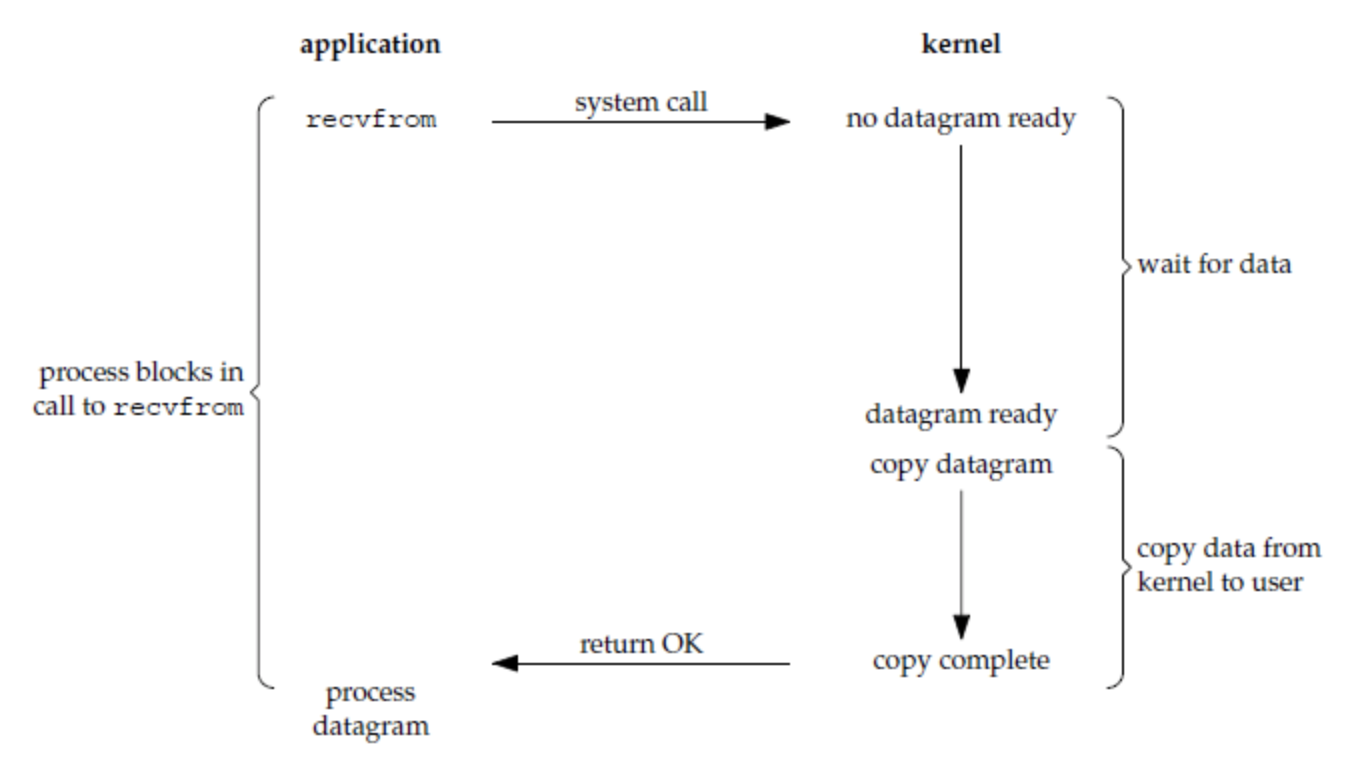 application
kernel
recvfrom
system call
no datagram ready
wait for data
process blocks in
call to recvfrom
datagram ready
copy datagram
copy data from
kernel to user
return OK
copy complete
process
datagram